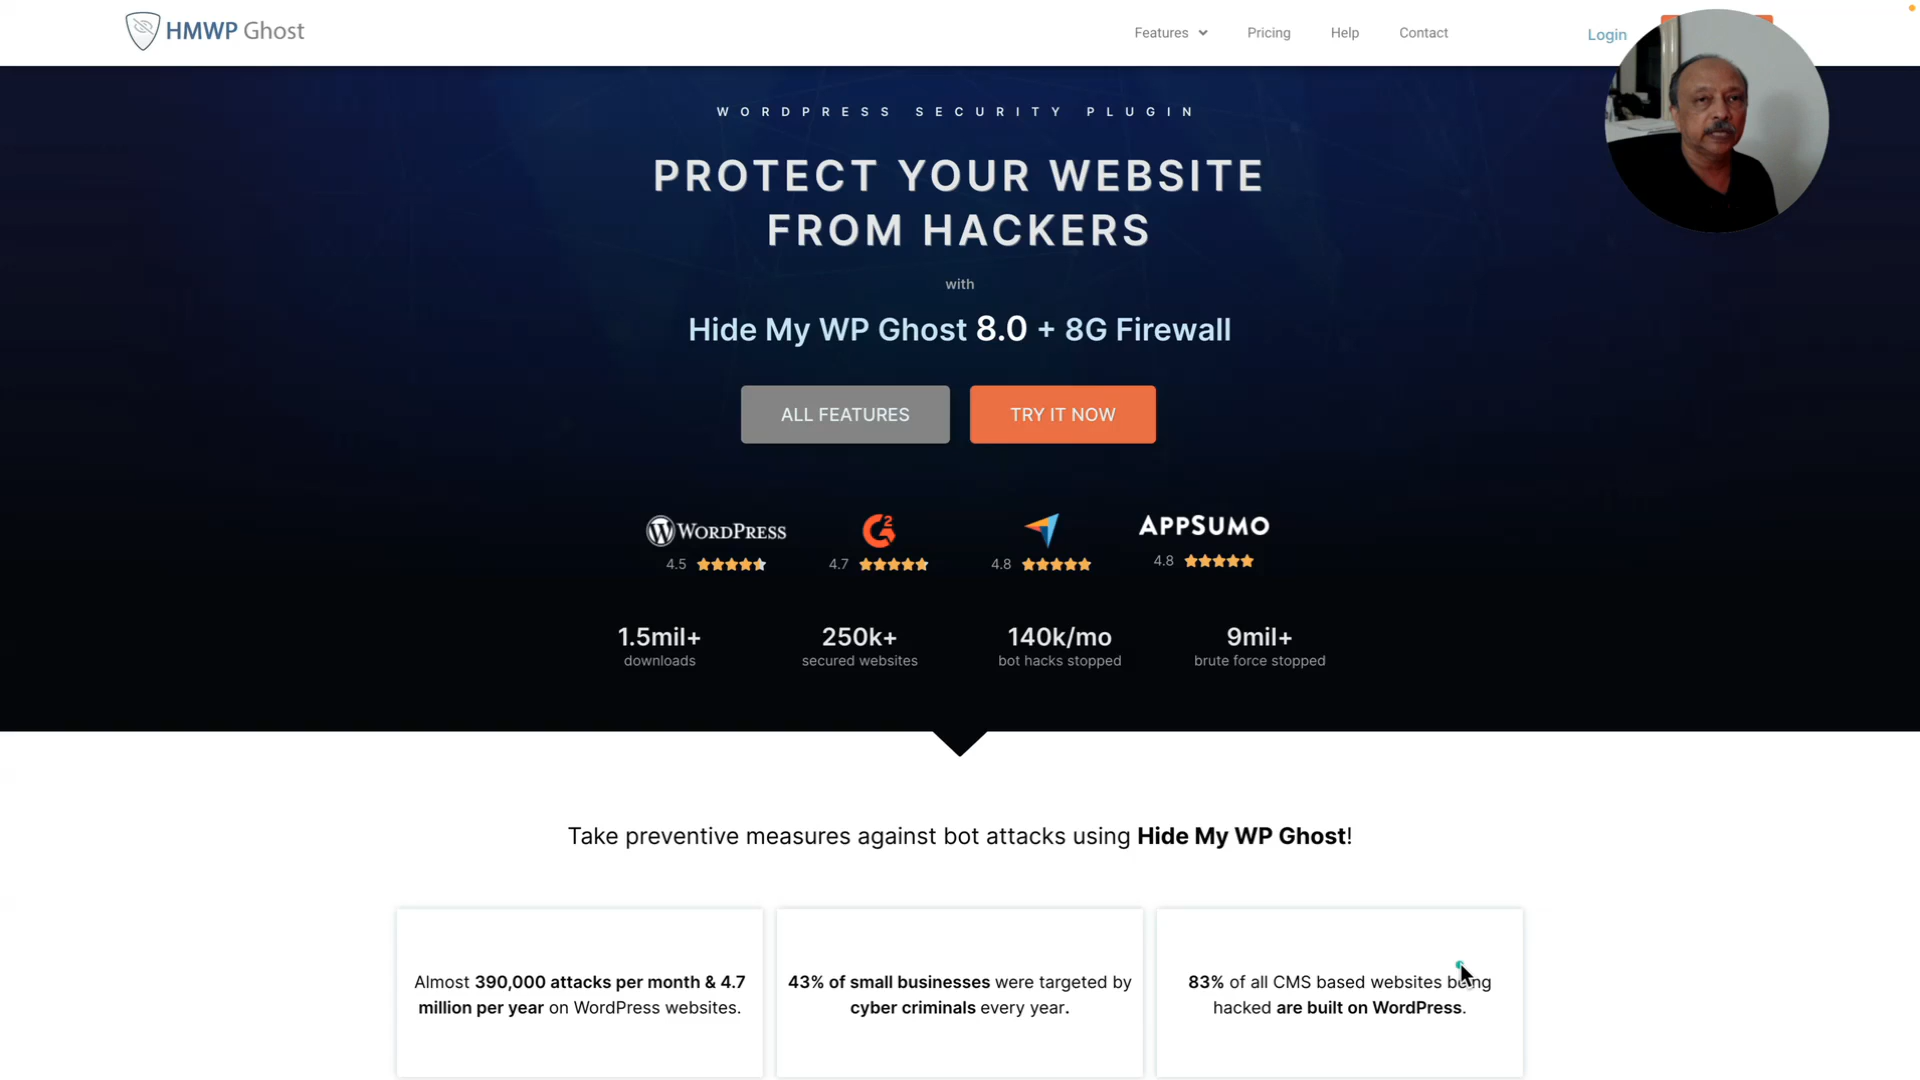 HMWP Ghost
Features
Pricing
Help
Contact
Login
WORDPRESS SECURITY PLUGIN
PROTECT YOUR WEBSITE
FROM HACKERS
with
Hide My WP Ghost 8.0 + 8G Firewall
ALL FEATURES
TRY IT NOW
WORDPRESS
G2
APPSUMO
4.5
4.7
4.8
4.8
1.5mil+
250k+
140k/mo
9mil+
downloads
secured websites
bot hacks stopped
brute force stopped
Take preventive measures against bot attacks using Hide My WP Ghost!
Almost 390,000 attacks per month & 4.7
million per year on WordPress websites.
43% of small businesses were targeted by
cyber criminals every year.
83% of all CMS based websites being
hacked are built on WordPress.